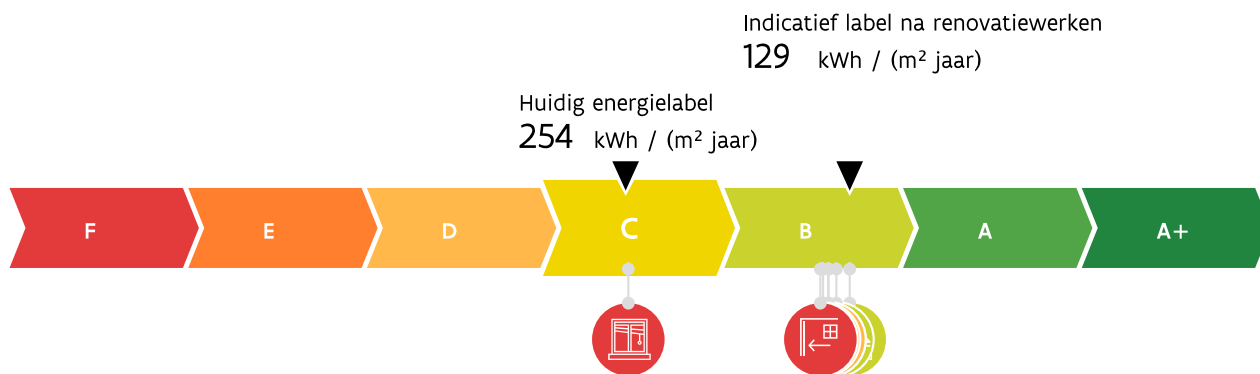 Indicatief label na renovatiewerken
129 kWh / (m² jaar)
Huidig energielabel
254 kWh / (m² jaar)
F E D C B A A+